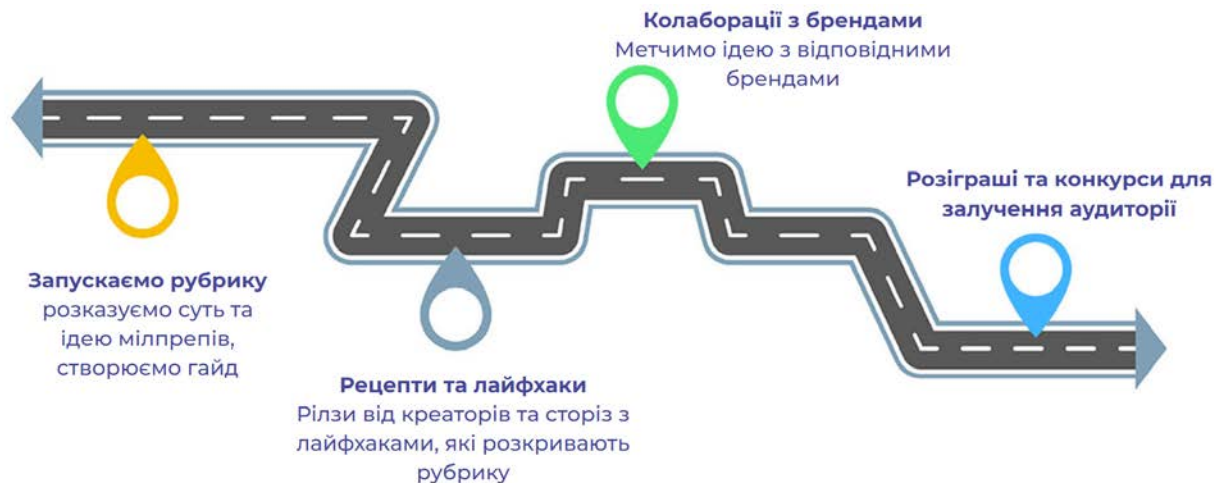 Колаборації з брендами
Метчимо ідею з відповідними
брендами
Розіграші та конкурси для
залучення аудиторії
Запускаємо рубрику
розказуємо суть та
ідею мілпрепів,
створюємо гайд
Рецепти та лайфхаки
Рілзи від креаторів та сторіз з
лайфхаками, які розкривають
рубрику